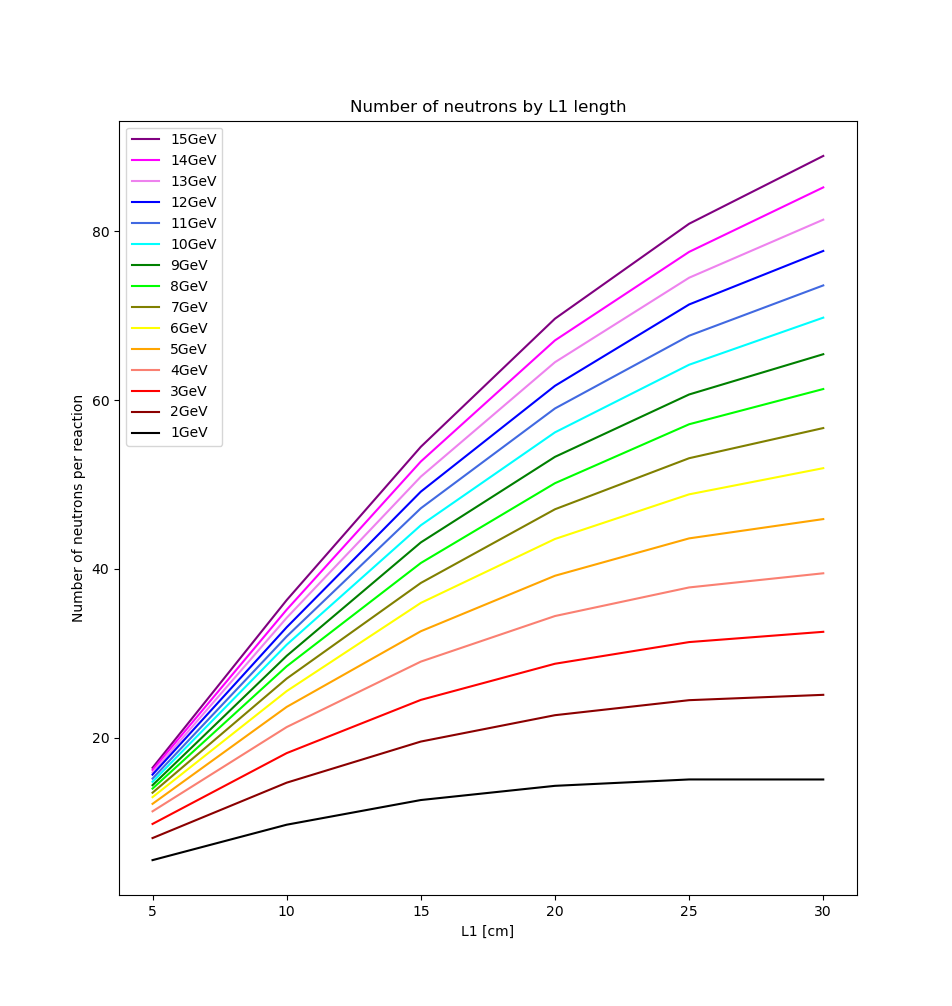 Number of neutrons by L1 length
15GeV
14GeV
13GeV
12GeV
11GeV
10GeV
9GeV
8GeV
7GeV
6GeV
5GeV
4GeV
3GeV
2GeV
1GeV
Number of neutrons per reaction
80
60
40
20
5 10 15 20 25 30
L1 [cm]